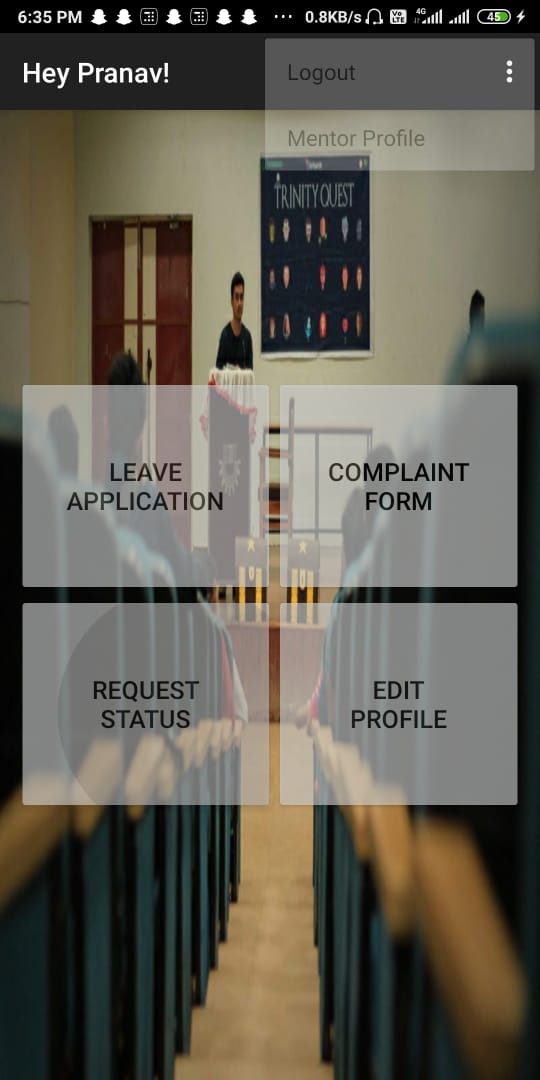 6:35 PM ··· 0.8KB/s Vo LTE 4G 45
Hey Pranav!
Logout
Mentor Profile
TRINITY QUEST
LEAVE
APPLICATION
COMPLAINT
FORM
REQUEST
STATUS
EDIT
PROFILE